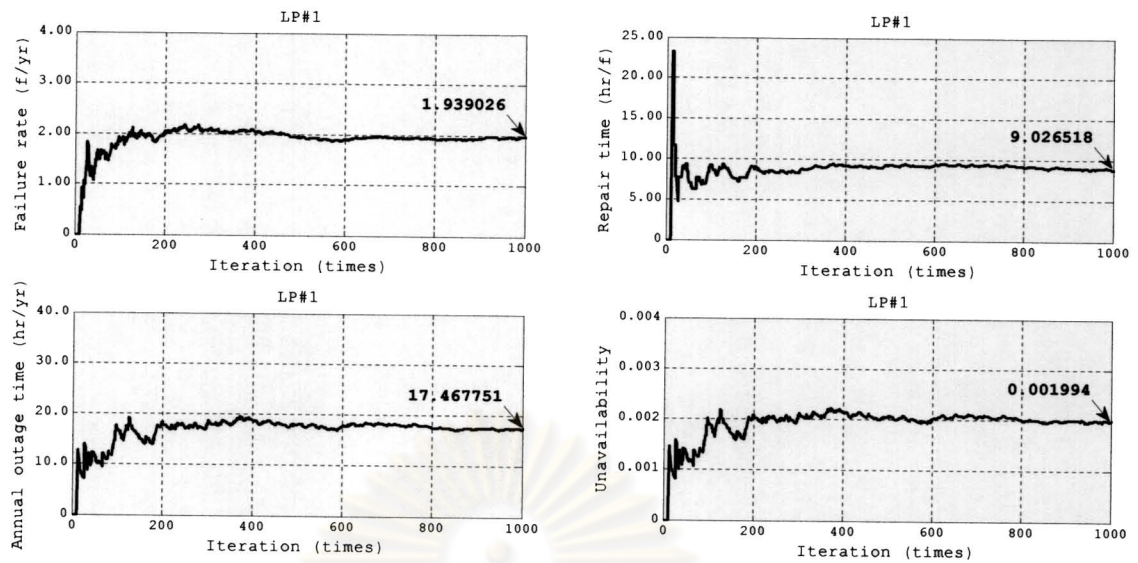 LP#1
Failure rate (f/yr)
4.00
3.00
2.00
1.00
0
1.939026
0 200 400 600 800 1000
Iteration (times)
LP#1
Repair time (hr/f)
25.00
20.00
15.00
10.00
5.00
0
9.026518
0 200 400 600 800 1000
Iteration (times)
LP#1
Annual outage time (hr/yr)
40.0
30.0
20.0
10.0
0
17.467751
0 200 400 600 800 1000
Iteration (times)
LP#1
Unavailability
0.004
0.003
0.002
0.001
0
0.001994
0 200 400 600 800 1000
Iteration (times)